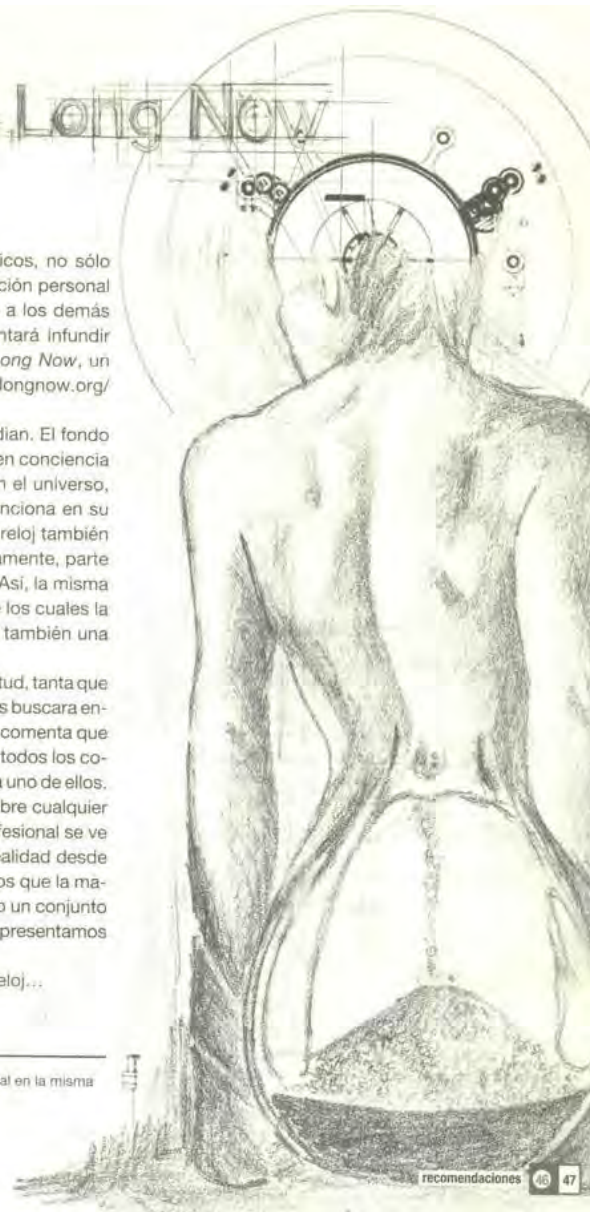 Long Now
icos, no sólo
ción personal
a los demás
ntará infundir
ong Now, un
longnow.org/
dian. El fondo
en conciencia
n el universo,
nciona en su
reloj también
amente, parte
Así, la misma
e los cuales la
también una
tud, tanta que
s buscara en-
comenta que
todos los co-
a uno de ellos.
bre cualquier
fesional se ve
ealidad desde
os que la ma-
o un conjunto
presentamos
eloj...
al en la misma
recomendaciones 46 47